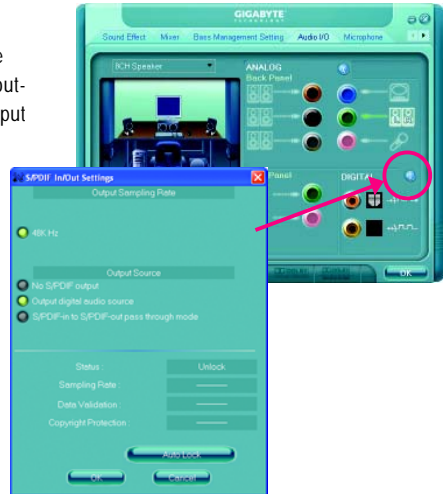 GIGABYTE
Sound Effect Mixer Bass Management Setting Audio I/O Microphone
8CH Speaker
ANALOG
Back Panel
Panel
DIGITAL
OK
e
out-
put
S/PDIF In/Out Settings
Output Sampling Rate
48K Hz
Output Source
No S/PDIF output
Output digital audio source
S/PDIF-in to S/PDIF-out pass through mode
Status : Unlock
Sampling Rate :
Data Validation :
Copyright Protection :
Auto Lock
OK Cancel